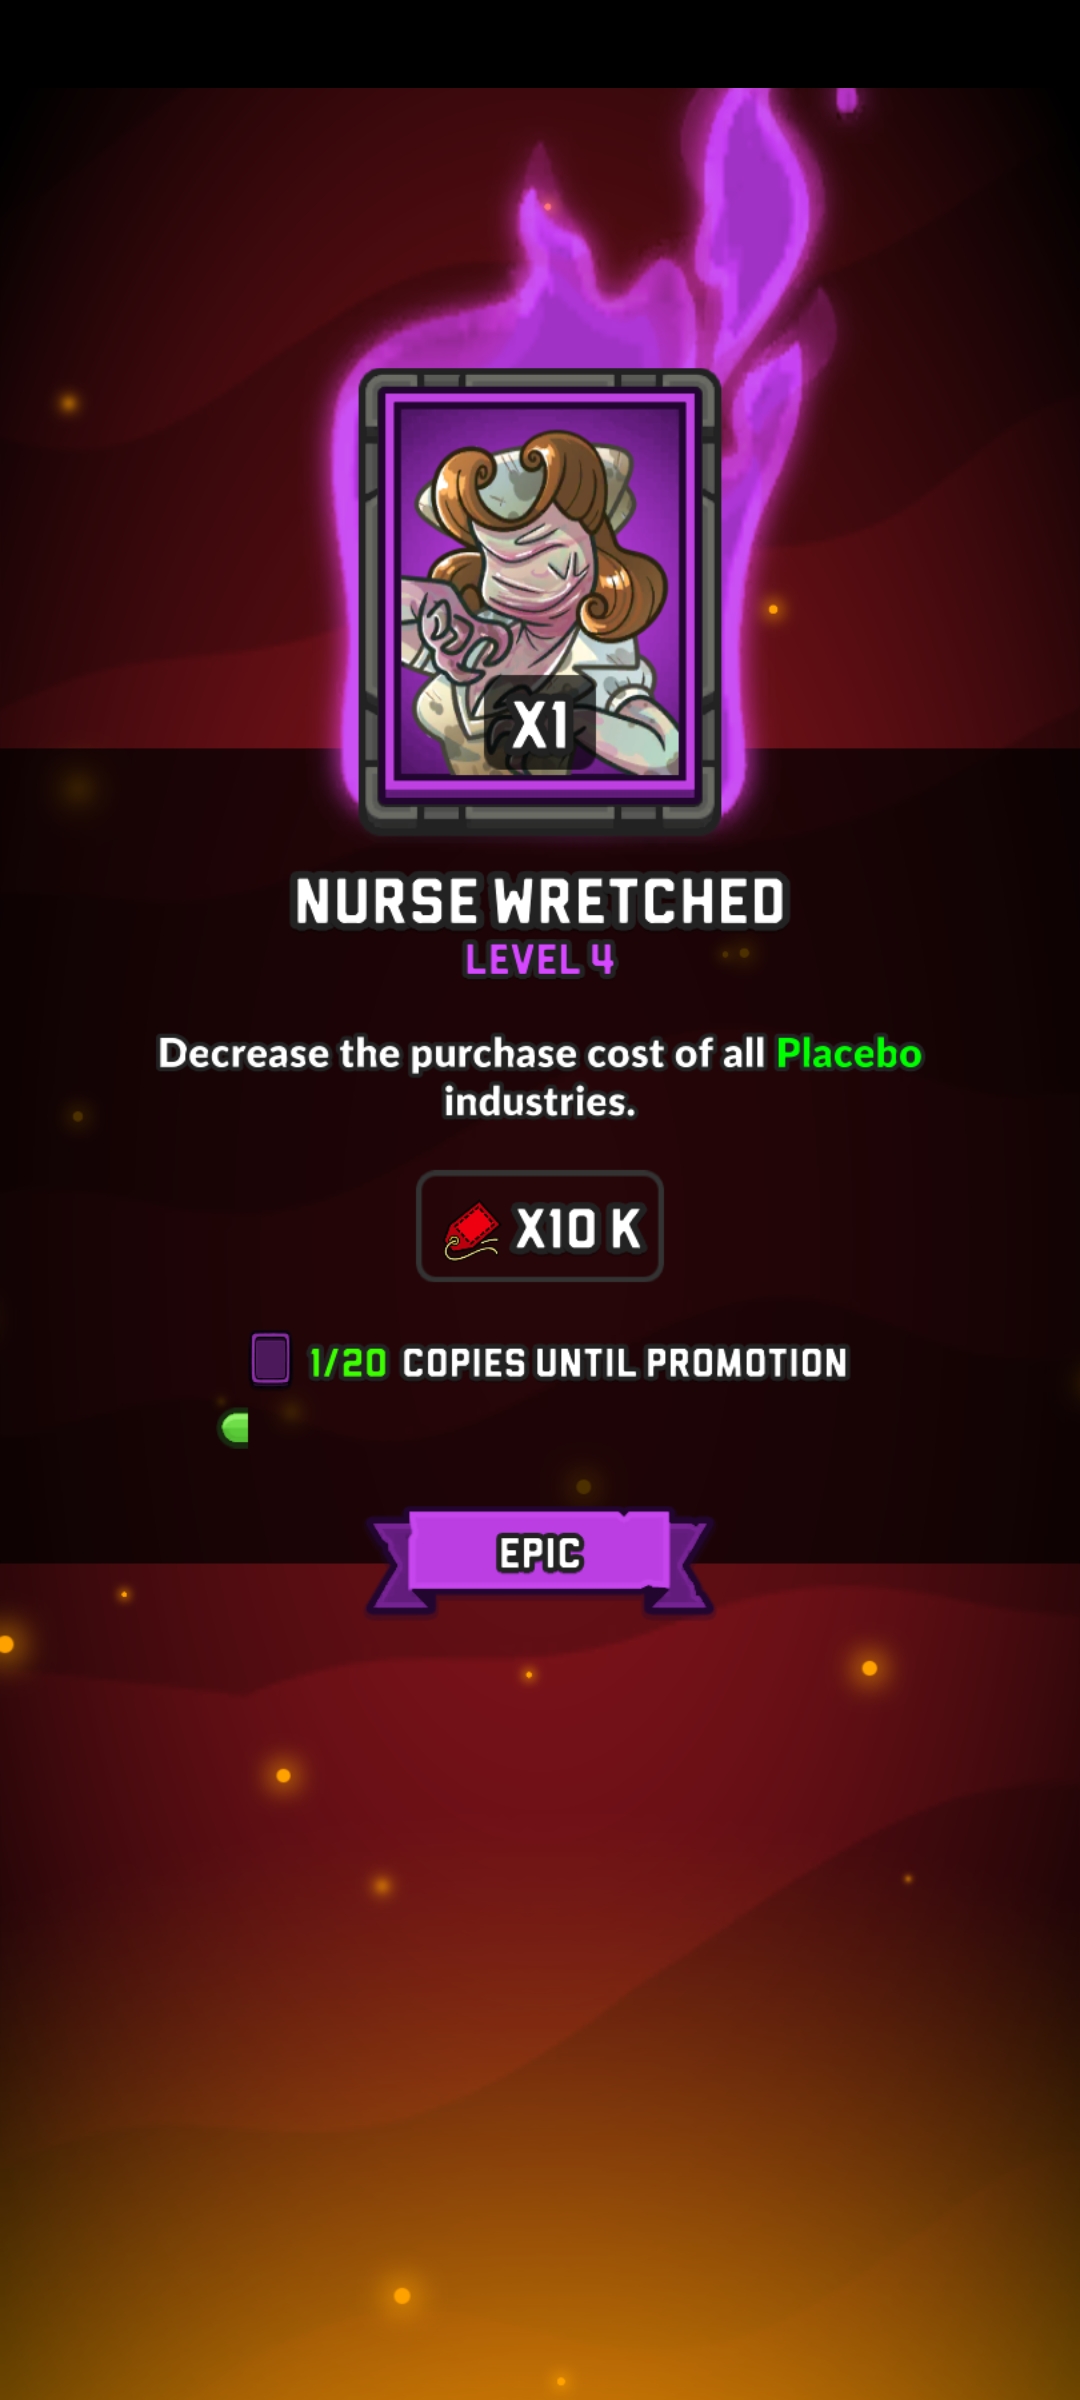 X1
NURSE WRETCHED
LEVEL 4
Decrease the purchase cost of all Placebo
industries.
X10 K
1/20 COPIES UNTIL PROMOTION
EPIC